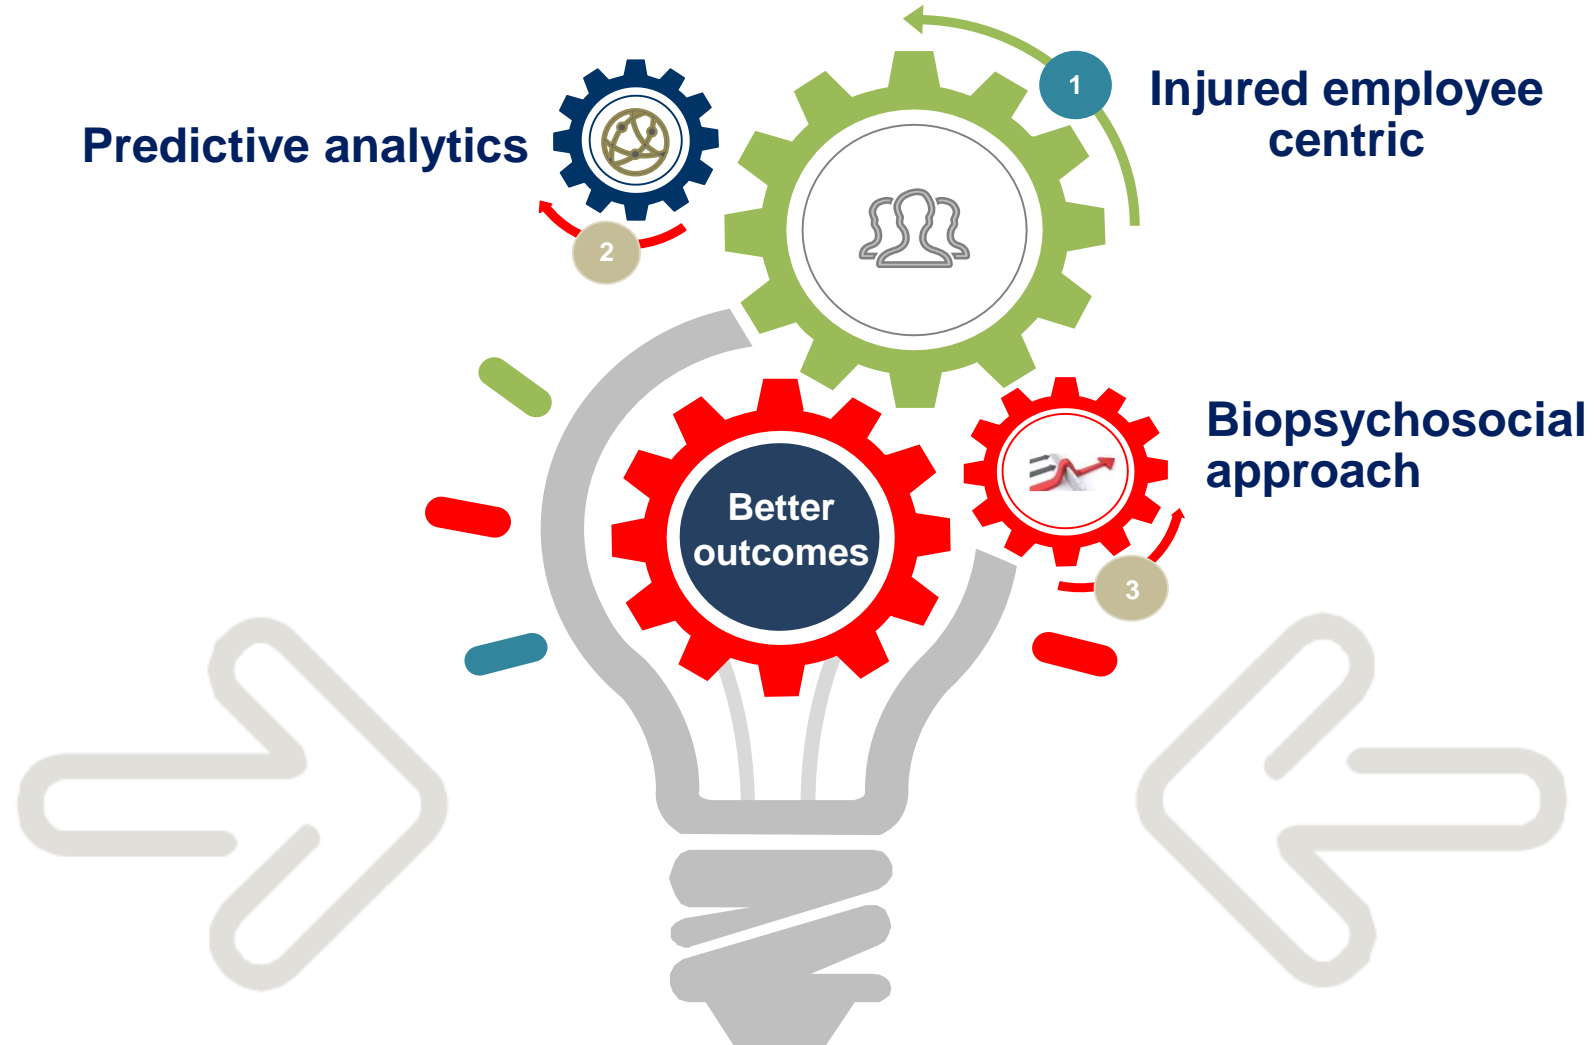 1
Injured employee
centric
Predictive analytics
2
Biopsychosocial
approach
3
Better
outcomes